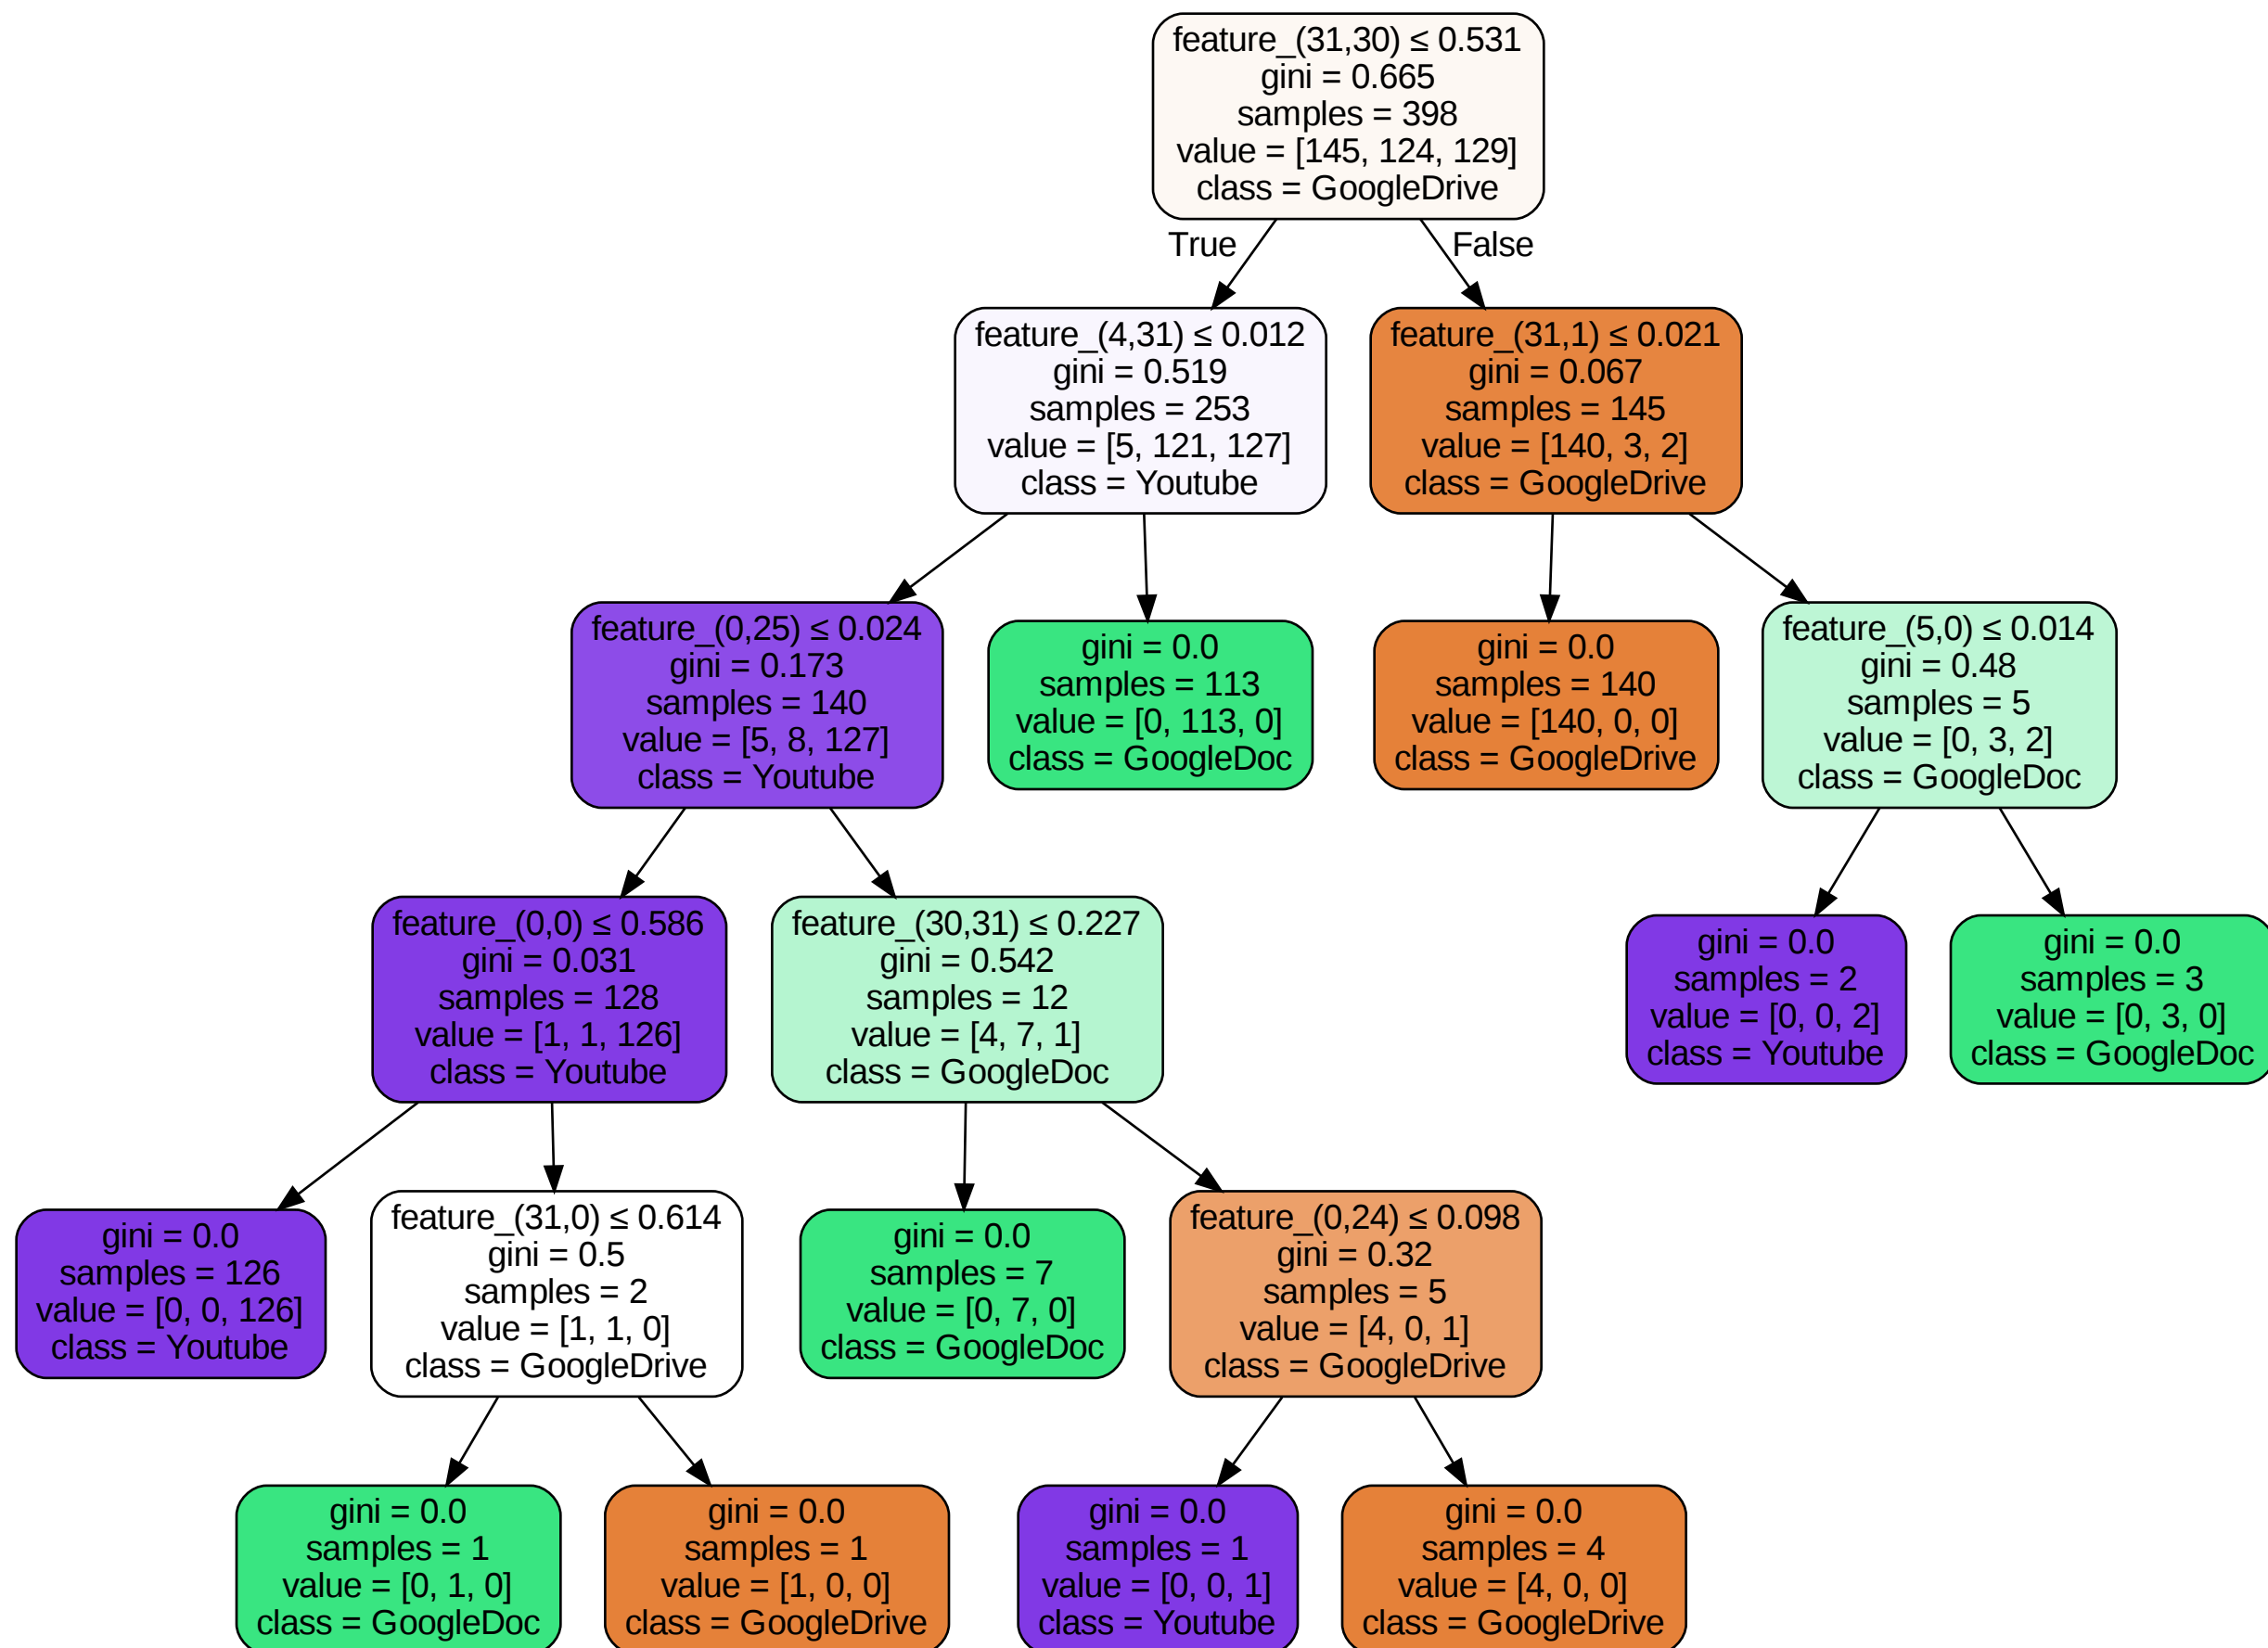 feature_(31,30) ≤ 0.531
gini = 0.665
samples = 398
value = [145, 124, 129]
class = GoogleDrive
True
False
feature_(4,31) ≤ 0.012
gini = 0.519
samples = 253
value = [5, 121, 127]
class = Youtube
feature_(31,1) ≤ 0.021
gini = 0.067
samples = 145
value = [140, 3, 2]
class = GoogleDrive
feature_(0,25) ≤ 0.024
gini = 0.173
samples = 140
value = [5, 8, 127]
class = Youtube
gini = 0.0
samples = 113
value = [0, 113, 0]
class = GoogleDoc
gini = 0.0
samples = 140
value = [140, 0, 0]
class = GoogleDrive
feature_(5,0) ≤ 0.014
gini = 0.48
samples = 5
value = [0, 3, 2]
class = GoogleDoc
feature_(0,0) ≤ 0.586
gini = 0.031
samples = 128
value = [1, 1, 126]
class = Youtube
feature_(30,31) ≤ 0.227
gini = 0.542
samples = 12
value = [4, 7, 1]
class = GoogleDoc
gini = 0.0
samples = 2
value = [0, 0, 2]
class = Youtube
gini = 0.0
samples = 3
value = [0, 3, 0]
class = GoogleDoc
gini = 0.0
samples = 126
value = [0, 0, 126]
class = Youtube
feature_(31,0) ≤ 0.614
gini = 0.5
samples = 2
value = [1, 1, 0]
class = GoogleDrive
gini = 0.0
samples = 7
value = [0, 7, 0]
class = GoogleDoc
feature_(0,24) ≤ 0.098
gini = 0.32
samples = 5
value = [4, 0, 1]
class = GoogleDrive
gini = 0.0
samples = 1
value = [0, 1, 0]
class = GoogleDoc
gini = 0.0
samples = 1
value = [1, 0, 0]
class = GoogleDrive
gini = 0.0
samples = 1
value = [0, 0, 1]
class = Youtube
gini = 0.0
samples = 4
value = [4, 0, 0]
class = GoogleDrive